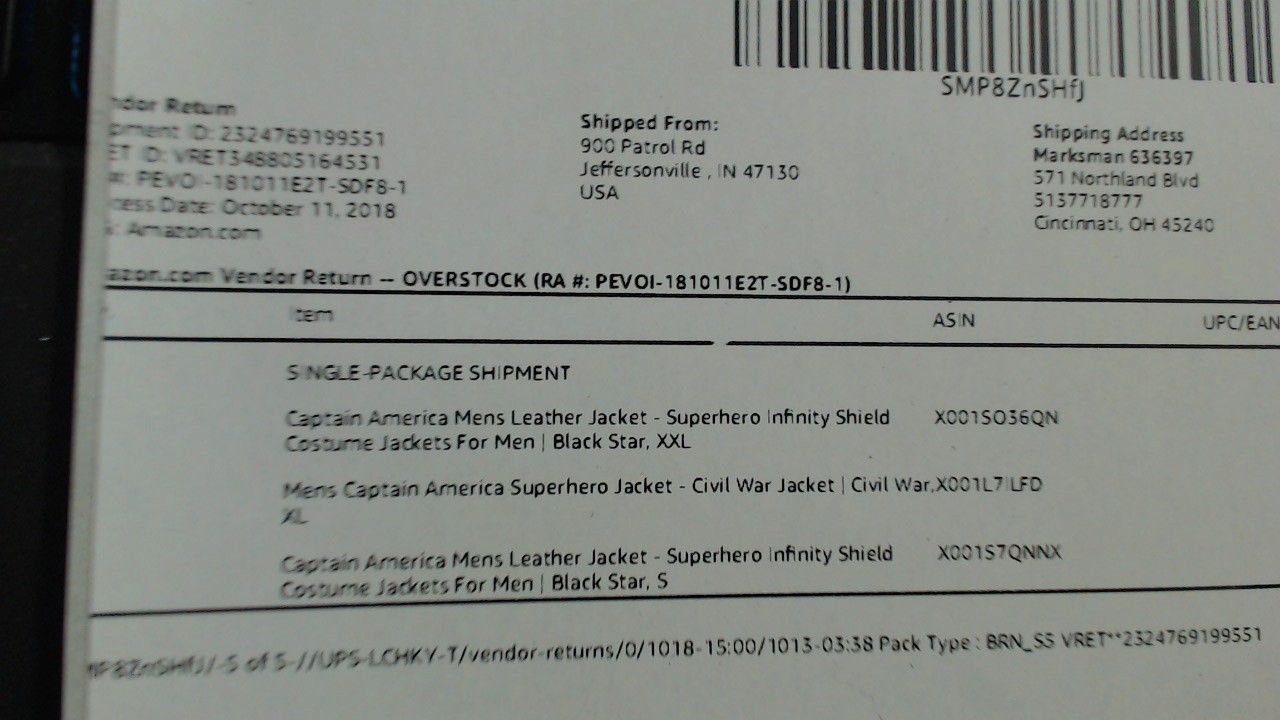 SMP8ZnSHfJ
ndor Return
pment ID: 2324769199551
ET ID: VRET348805164531
#: PEVOI-181011E2T-SDF8-1
cess Date: October 11, 2018
: Amazon.com
Shipped From:
900 Patrol Rd
Jeffersonville , IN 47130
USA
Shipping Address
Marksman 636397
571 Northland Blvd
5137718777
Cincinnati, OH 45240
azon.com Vendor Return -- OVERSTOCK (RA #: PEVOI-181011E2T-SDF8-1)
Item ASIN UPC/EAN
SINGLE-PACKAGE SHIPMENT
Captain America Mens Leather Jacket - Superhero Infinity Shield X001SO36QN
Costume Jackets For Men | Black Star, XXL
Mens Captain America Superhero Jacket - Civil War Jacket | Civil War, X001L7ILFD
XL
Captain America Mens Leather Jacket - Superhero Infinity Shield X001S7QNNX
Costume Jackets For Men | Black Star, S
MP8ZnSHfJ/-5 of 5-//UPS-LCHKY-T/vendor-returns/0/1018-15:00/1013-03:38 Pack Type : BRN_S5 VRET**2324769199551